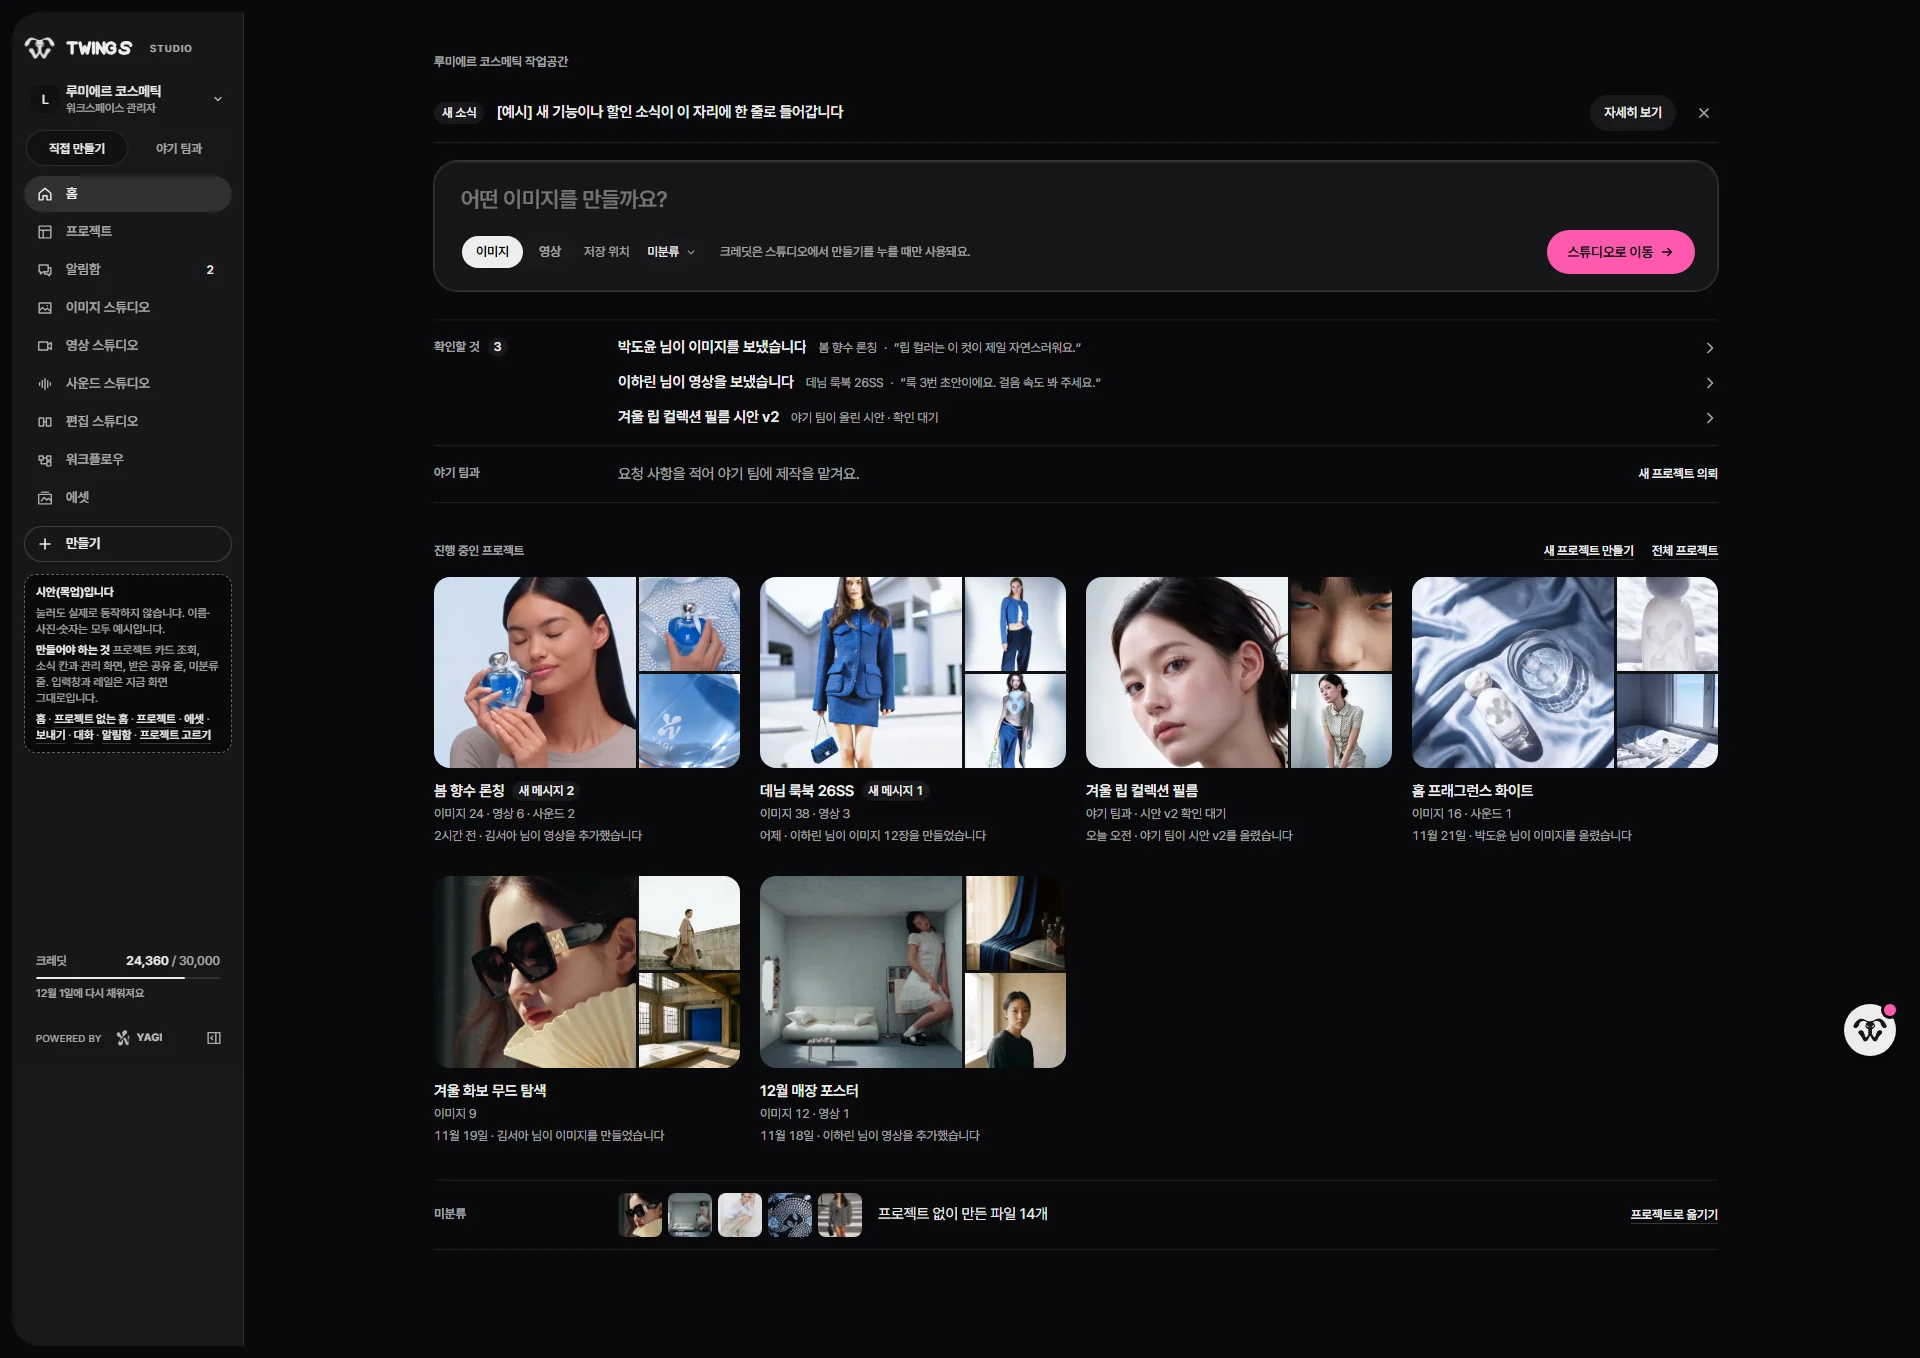 TWINGS STUDIO
L
루미에르 코스메틱
워크스페이스 관리자
직접 만들기
야기 팀과
홈
프로젝트
알림함 2
이미지 스튜디오
영상 스튜디오
사운드 스튜디오
편집 스튜디오
워크플로우
에셋
만들기
시안(목업)입니다
눌러도 실제로 동작하지 않습니다. 이름·
사진·숫자는 모두 예시입니다.
만들어야 하는 것 프로젝트 카드 조회,
소식 칸과 관리 화면, 받은 공유 줄, 미분류
줄. 입력창과 레일은 지금 화면
그대로입니다.
홈 · 프로젝트 없는 홈 · 프로젝트 · 에셋 ·
보내기 · 대화 · 알림함 · 프로젝트 고르기
크레딧 24,360 / 30,000
12월 1일에 다시 채워져요
POWERED BY YAGI
루미에르 코스메틱 작업공간
새 소식 [예시] 새 기능이나 할인 소식이 이 자리에 한 줄로 들어갑니다 자세히 보기
어떤 이미지를 만들까요?
이미지 영상 저장 위치 미분류 크레딧은 스튜디오에서 만들기를 누를 때만 사용돼요. 스튜디오로 이동
확인할 것 3
박도윤 님이 이미지를 보냈습니다 봄 향수 론칭 · “립 컬러는 이 컷이 제일 자연스러워요.”
이하린 님이 영상을 보냈습니다 데님 룩북 26SS · “룩 3번 초안이에요. 걸음 속도 봐 주세요.”
겨울 립 컬렉션 필름 시안 v2 야기 팀이 올린 시안 · 확인 대기
야기 팀과 요청 사항을 적어 야기 팀에 제작을 맡겨요. 새 프로젝트 의뢰
진행 중인 프로젝트 새 프로젝트 만들기 전체 프로젝트
YAGI
봄 향수 론칭 새 메시지 2
이미지 24 · 영상 6 · 사운드 2
2시간 전 · 김서아 님이 영상을 추가했습니다
데님 룩북 26SS 새 메시지 1
이미지 38 · 영상 3
어제 · 이하린 님이 이미지 12장을 만들었습니다
겨울 립 컬렉션 필름
야기 팀과 · 시안 v2 확인 대기
오늘 오전 · 야기 팀이 시안 v2를 올렸습니다
홈 프래그런스 화이트
이미지 16 · 사운드 1
11월 21일 · 박도윤 님이 이미지를 올렸습니다
겨울 화보 무드 탐색
이미지 9
11월 19일 · 김서아 님이 이미지를 만들었습니다
12월 매장 포스터
이미지 12 · 영상 1
11월 18일 · 이하린 님이 영상을 추가했습니다
미분류 프로젝트 없이 만든 파일 14개 프로젝트로 옮기기